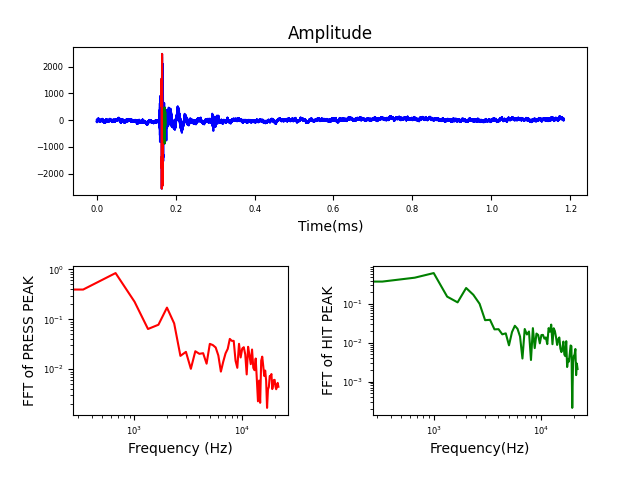 Amplitude
2000
1000
0
−1000
−2000
0.0 0.2 0.4 0.6 0.8 1.0 1.2
Time(ms)
FFT of PRESS PEAK
10⁰
10⁻¹
10⁻²
10³ 10⁴
Frequency (Hz)
FFT of HIT PEAK
10⁻¹
10⁻²
10⁻³
10³ 10⁴
Frequency(Hz)